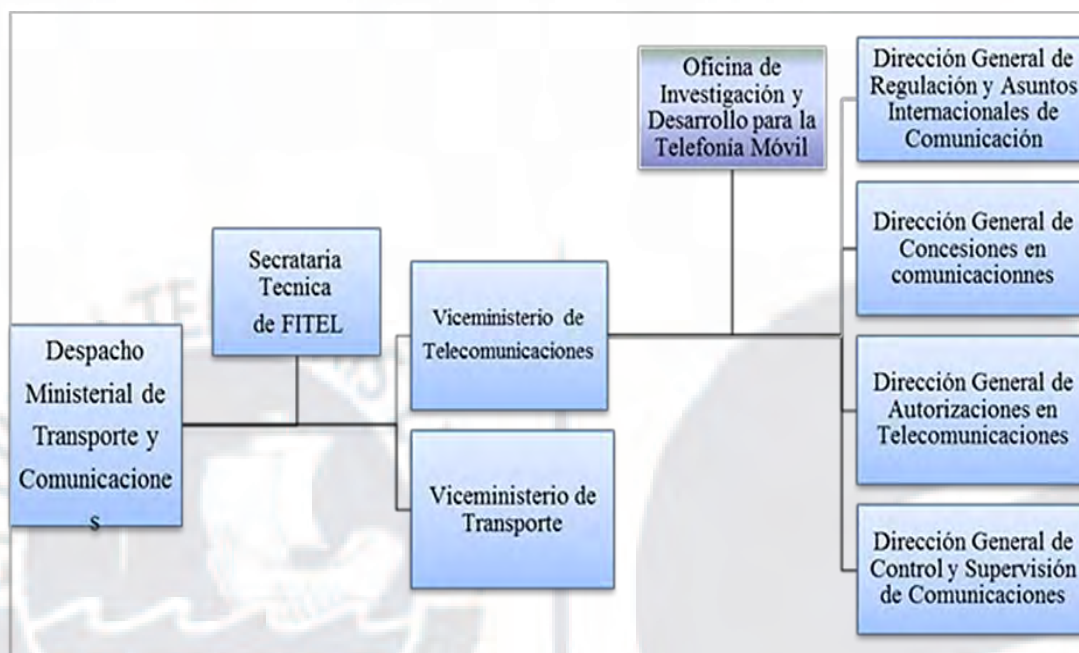 Despacho
Ministerial de
Transporte y
Comunicacione
s
Secrataria
Tecnica
de FITEL
Viceministerio de
Telecomunicaciones
Viceministerio de
Transporte
Oficina de
Investigación y
Desarrollo para la
Telefonía Móvil
Dirección General de
Regulación y Asuntos
Internacionales de
Comunicación
Dirección General de
Concesiones en
comunicacionnes
Dirección General de
Autorizaciones en
Telecomunicaciones
Dirección General de
Control y Supervisión
de Comunicaciones